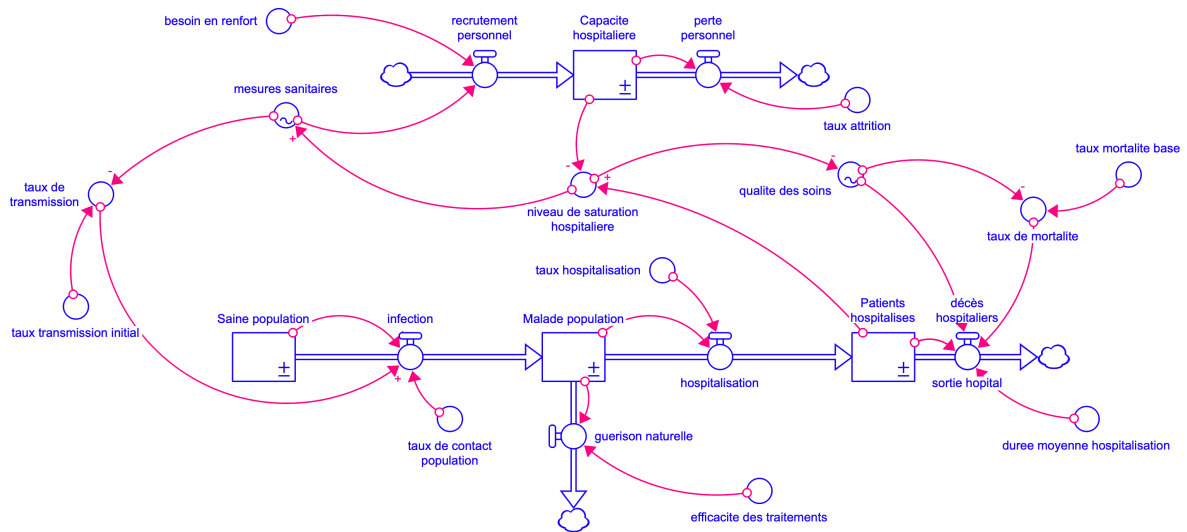 besoin en renfort
recrutement
personnel
Capacite
hospitaliere
perte
personnel
mesures sanitaires
taux attrition
taux mortalite base
taux de
transmission
niveau de saturation
hospitaliere
qualite des soins
taux de mortalite
taux hospitalisation
taux transmission initial
Saine population
infection
Malade population
Patients
hospitalises
décès
hospitaliers
hospitalisation
sortie hopital
taux de contact
population
guerison naturelle
duree moyenne hospitalisation
efficacite des traitements